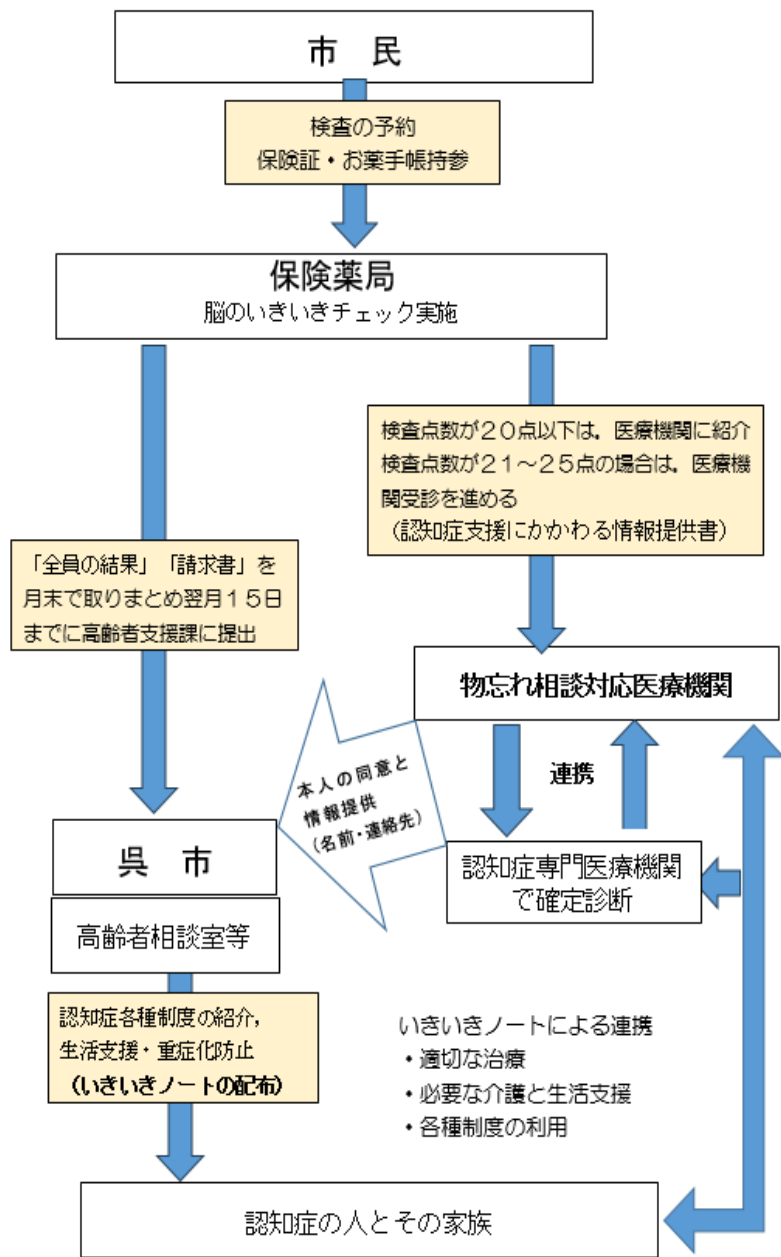 市　民
検査の予約
保険証・お薬手帳持参
保険薬局
脳のいきいきチェック実施
検査点数が２０点以下は，医療機関に紹介
検査点数が２１～２５点の場合は，医療機
関受診を進める
（認知症支援にかかわる情報提供書）
「全員の結果」「請求書」を
月末で取りまとめ翌月１５日
までに高齢者支援課に提出
物忘れ相談対応医療機関
本人の同意と
情報提供
（名前・連絡先）
連携
認知症専門医療機関
で確定診断
呉　市
高齢者相談室等
認知症各種制度の紹介，
生活支援・重症化防止
（いきいきノートの配布）
いきいきノートによる連携
・適切な治療
・必要な介護と生活支援
・各種制度の利用
認知症の人とその家族